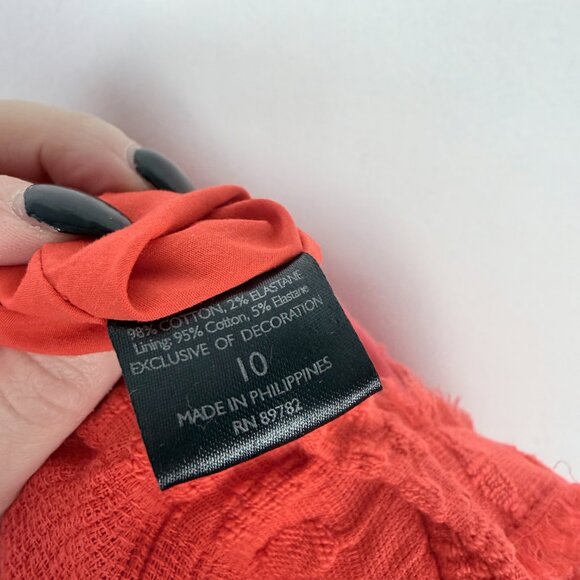 98% COTTON, 2% ELASTANE
Lining: 95% Cotton, 5% Elastane
EXCLUSIVE OF DECORATION
10
MADE IN PHILIPPINES
RN 89782